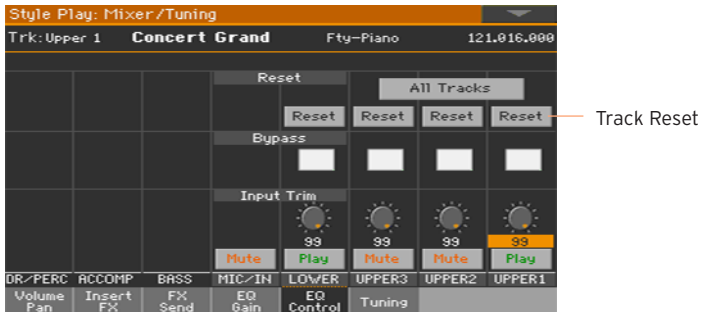 Style Play: Mixer/Tuning
Trk:Upper 1 Concert Grand Fty-Piano 121.016.000
Reset
All Tracks
Reset Reset Reset Reset Track Reset
Bypass
Input Trim
99 99 99 99
Mute Play Mute Mute Play
DR/PERC ACCOMP BASS MIC/IN LOWER UPPER3 UPPER2 UPPER1
Volume Pan Insert FX FX Send EQ Gain EQ Control Tuning